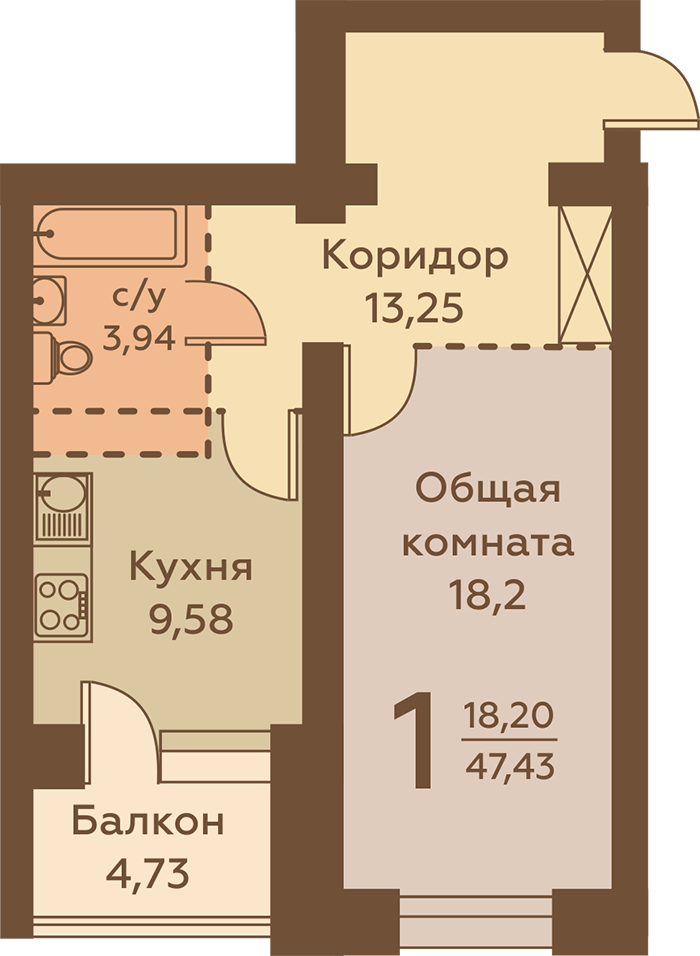 Коридор
13,25
с/у
3,94
Общая
комната
18,2
Кухня
9,58
1
18,20
47,43
Балкон
4,73